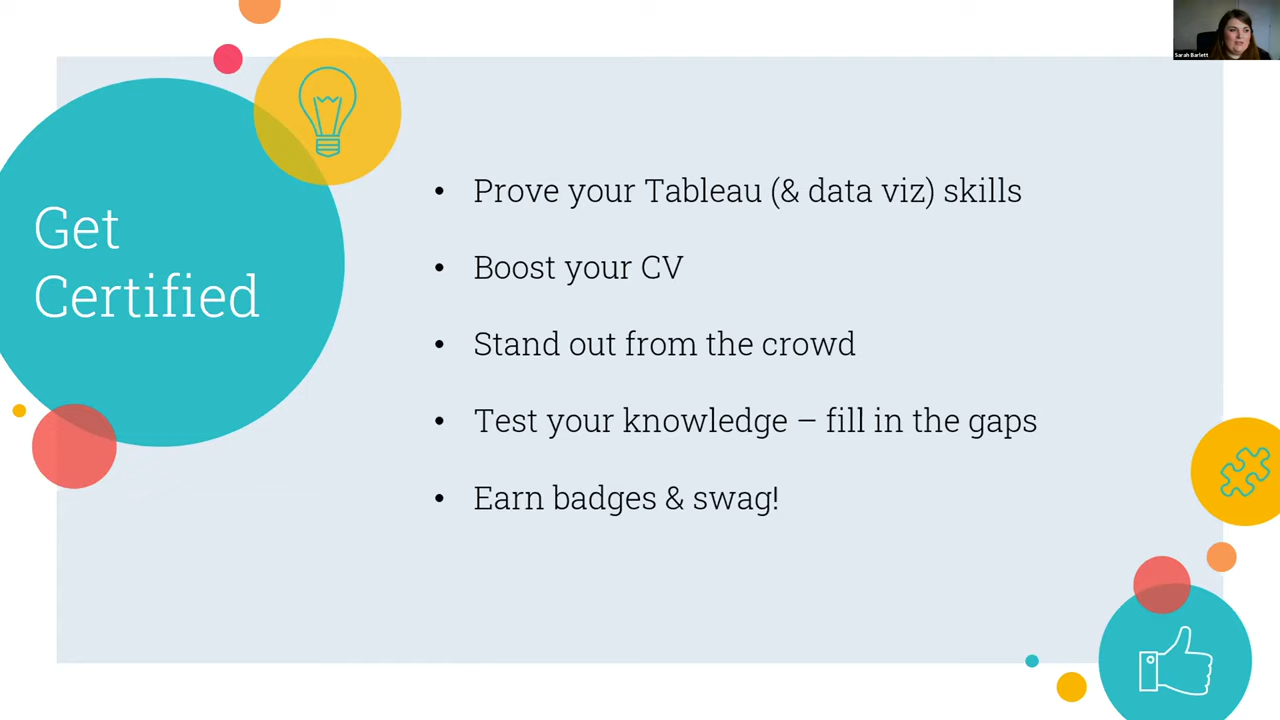 Sarah Barlett
Get
Certified
• Prove your Tableau (& data viz) skills
• Boost your CV
• Stand out from the crowd
• Test your knowledge – fill in the gaps
• Earn badges & swag!